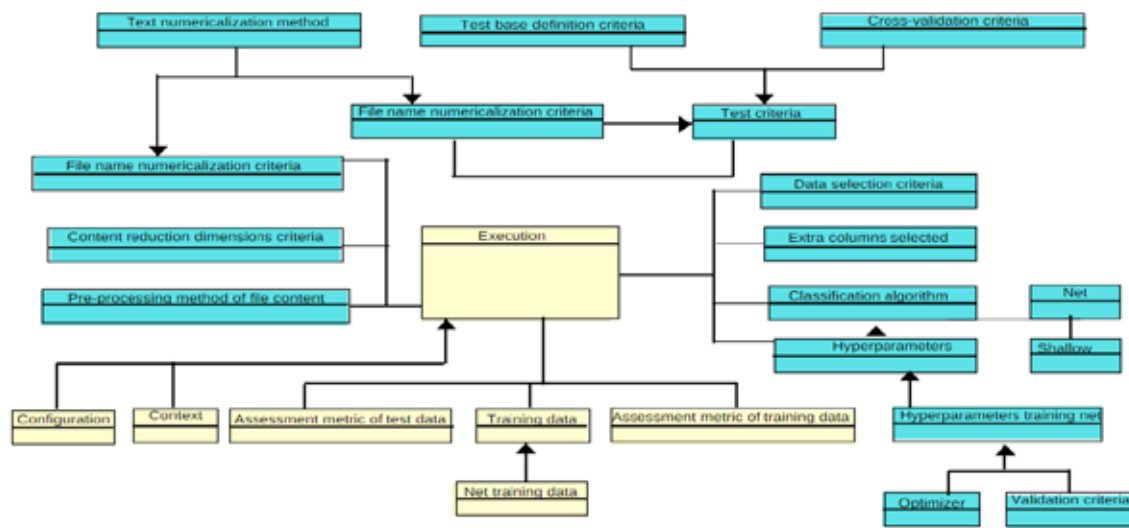 Text numericalization method
Test base definition criteria
Cross-validation criteria
File name numericalization criteria
Test criteria
File name numericalization criteria
Data selection criteria
Content reduction dimensions criteria
Execution
Extra columns selected
Pre-processing method of file content
Classification algorithm
Net
Hyperparameters
Shallow
Configuration
Context
Assessment metric of test data
Training data
Assessment metric of training data
Hyperparameters training net
Net training data
Optimizer
Validation criteria